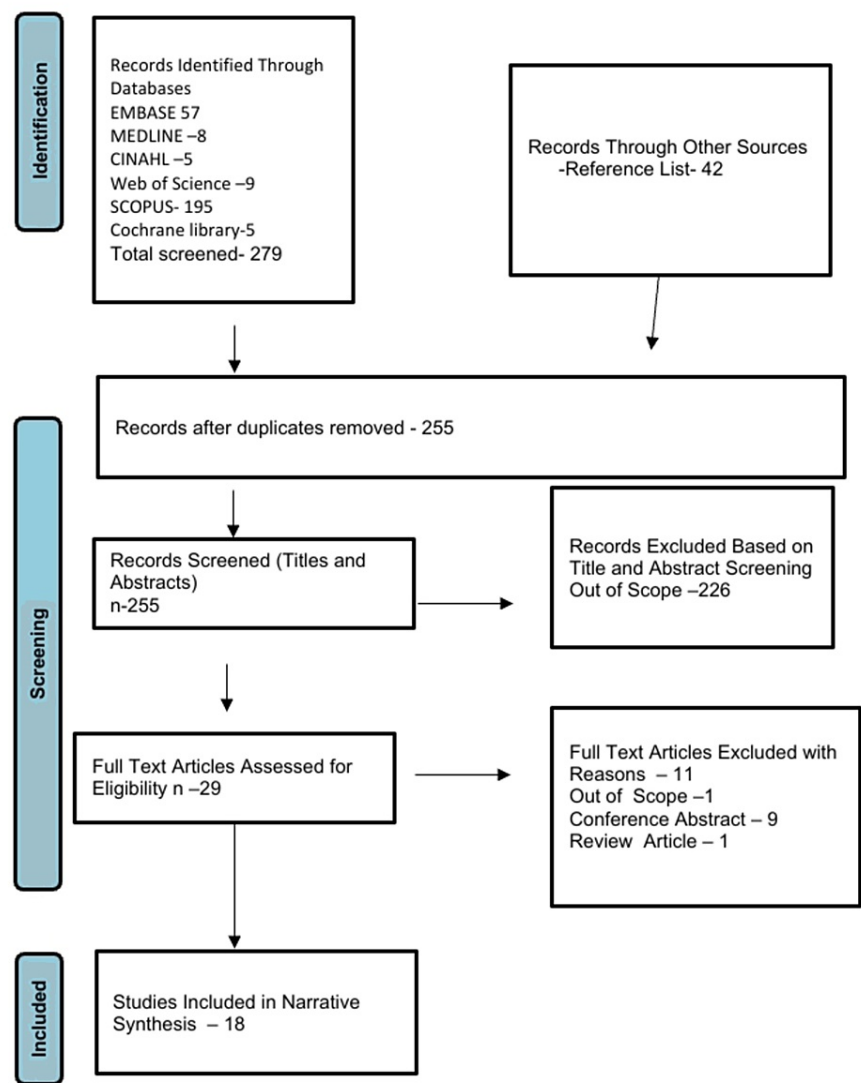 Identification
Records Identified Through
Databases
EMBASE 57
MEDLINE –8
CINAHL –5
Web of Science –9
SCOPUS- 195
Cochrane library-5
Total screened- 279
Records Through Other Sources
-Reference List- 42
Screening
Records after duplicates removed - 255
Records Screened (Titles and
Abstracts)
n-255
Records Excluded Based on
Title and Abstract Screening
Out of Scope –226
Full Text Articles Assessed for
Eligibility n –29
Full Text Articles Excluded with
Reasons – 11
Out of Scope –1
Conference Abstract – 9
Review Article – 1
Included
Studies Included in Narrative
Synthesis – 18